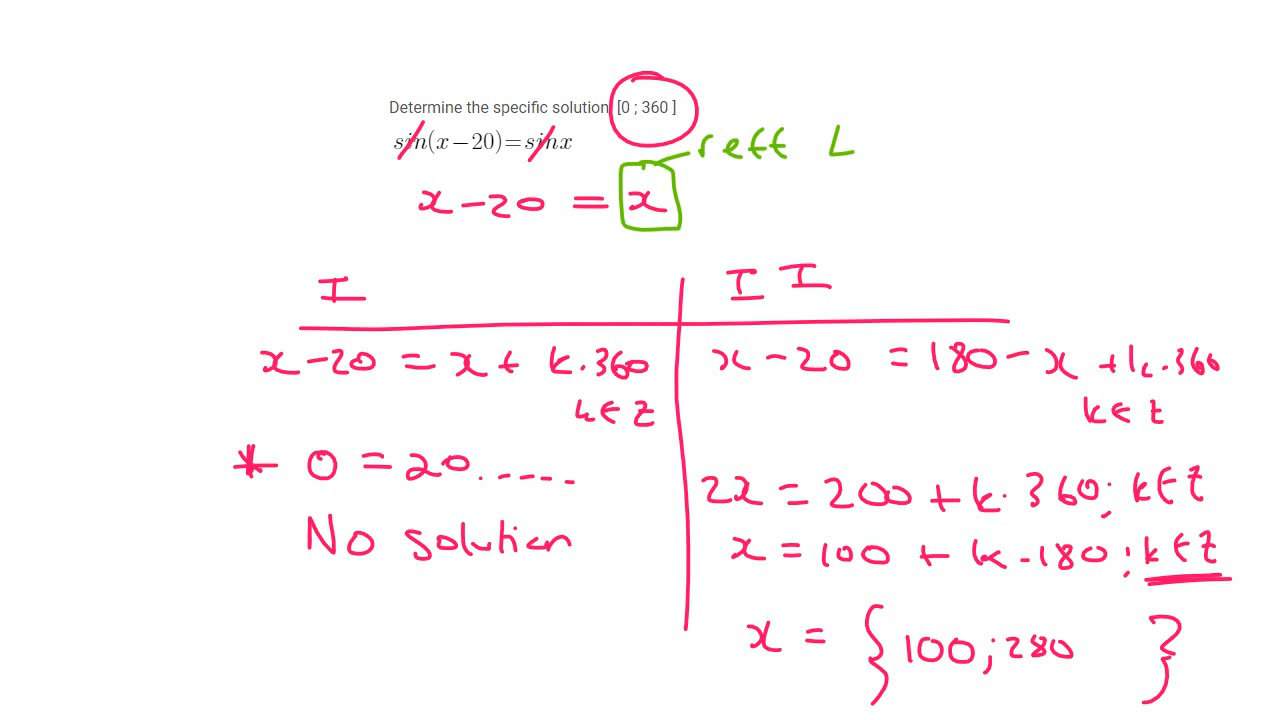 Determine the specific solution [0 ; 360 ]
sin(x−20)=sinx
reff L
x - 20 = x
I
II
x - 20 = x + k.360
k∈Z
x - 20 = 180 - x + k.360
k∈Z
* 0 = 20......
No solution
2x = 200 + k.360; k∈Z
x = 100 + k.180; k∈Z
x = {100; 280 }